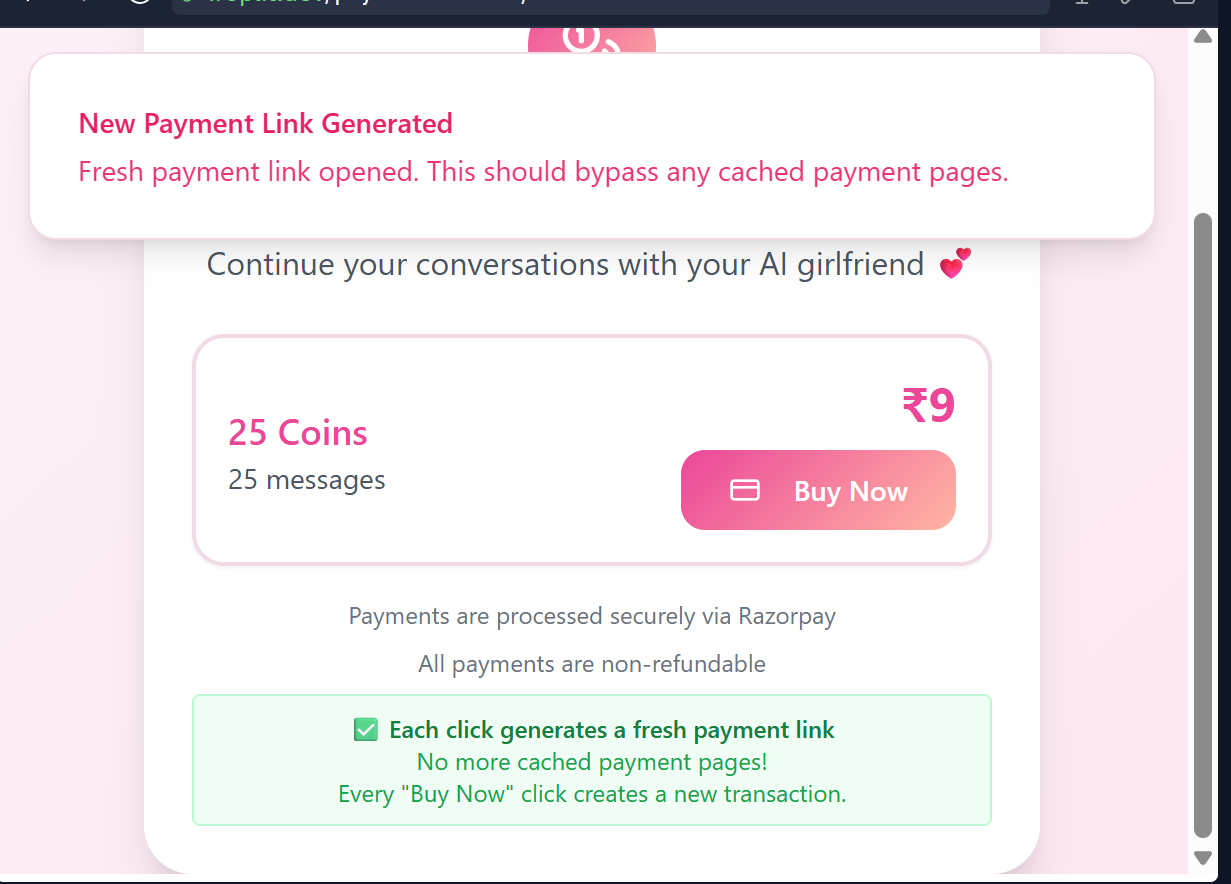 New Payment Link Generated
Fresh payment link opened. This should bypass any cached payment pages.
Continue your conversations with your AI girlfriend 💕
25 Coins
25 messages
₹9
Buy Now
Payments are processed securely via Razorpay
All payments are non-refundable
✅ Each click generates a fresh payment link
No more cached payment pages!
Every "Buy Now" click creates a new transaction.